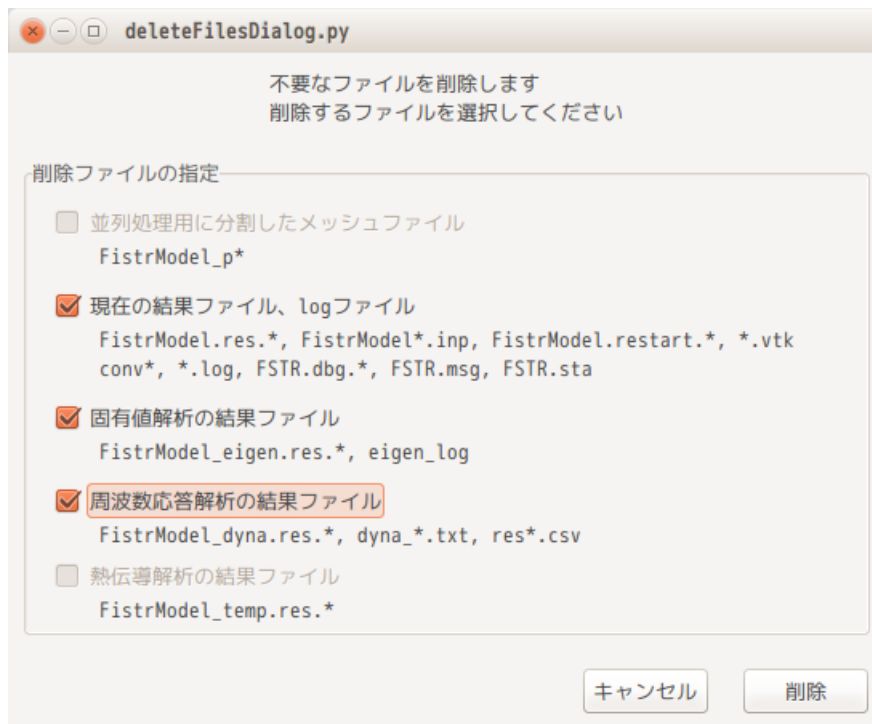 deleteFilesDialog.py
不要なファイルを削除します
削除するファイルを選択してください
削除ファイルの指定
並列処理用に分割したメッシュファイル
FistrModel_p*
現在の結果ファイル、logファイル
FistrModel.res.*, FistrModel*.inp, FistrModel.restart.*, *.vtk
conv*, *.log, FSTR.dbg.*, FSTR.msg, FSTR.sta
固有値解析の結果ファイル
FistrModel_eigen.res.*, eigen_log
周波数応答解析の結果ファイル
FistrModel_dyna.res.*, dyna_*.txt, res*.csv
熱伝導解析の結果ファイル
FistrModel_temp.res.*
キャンセル 削除